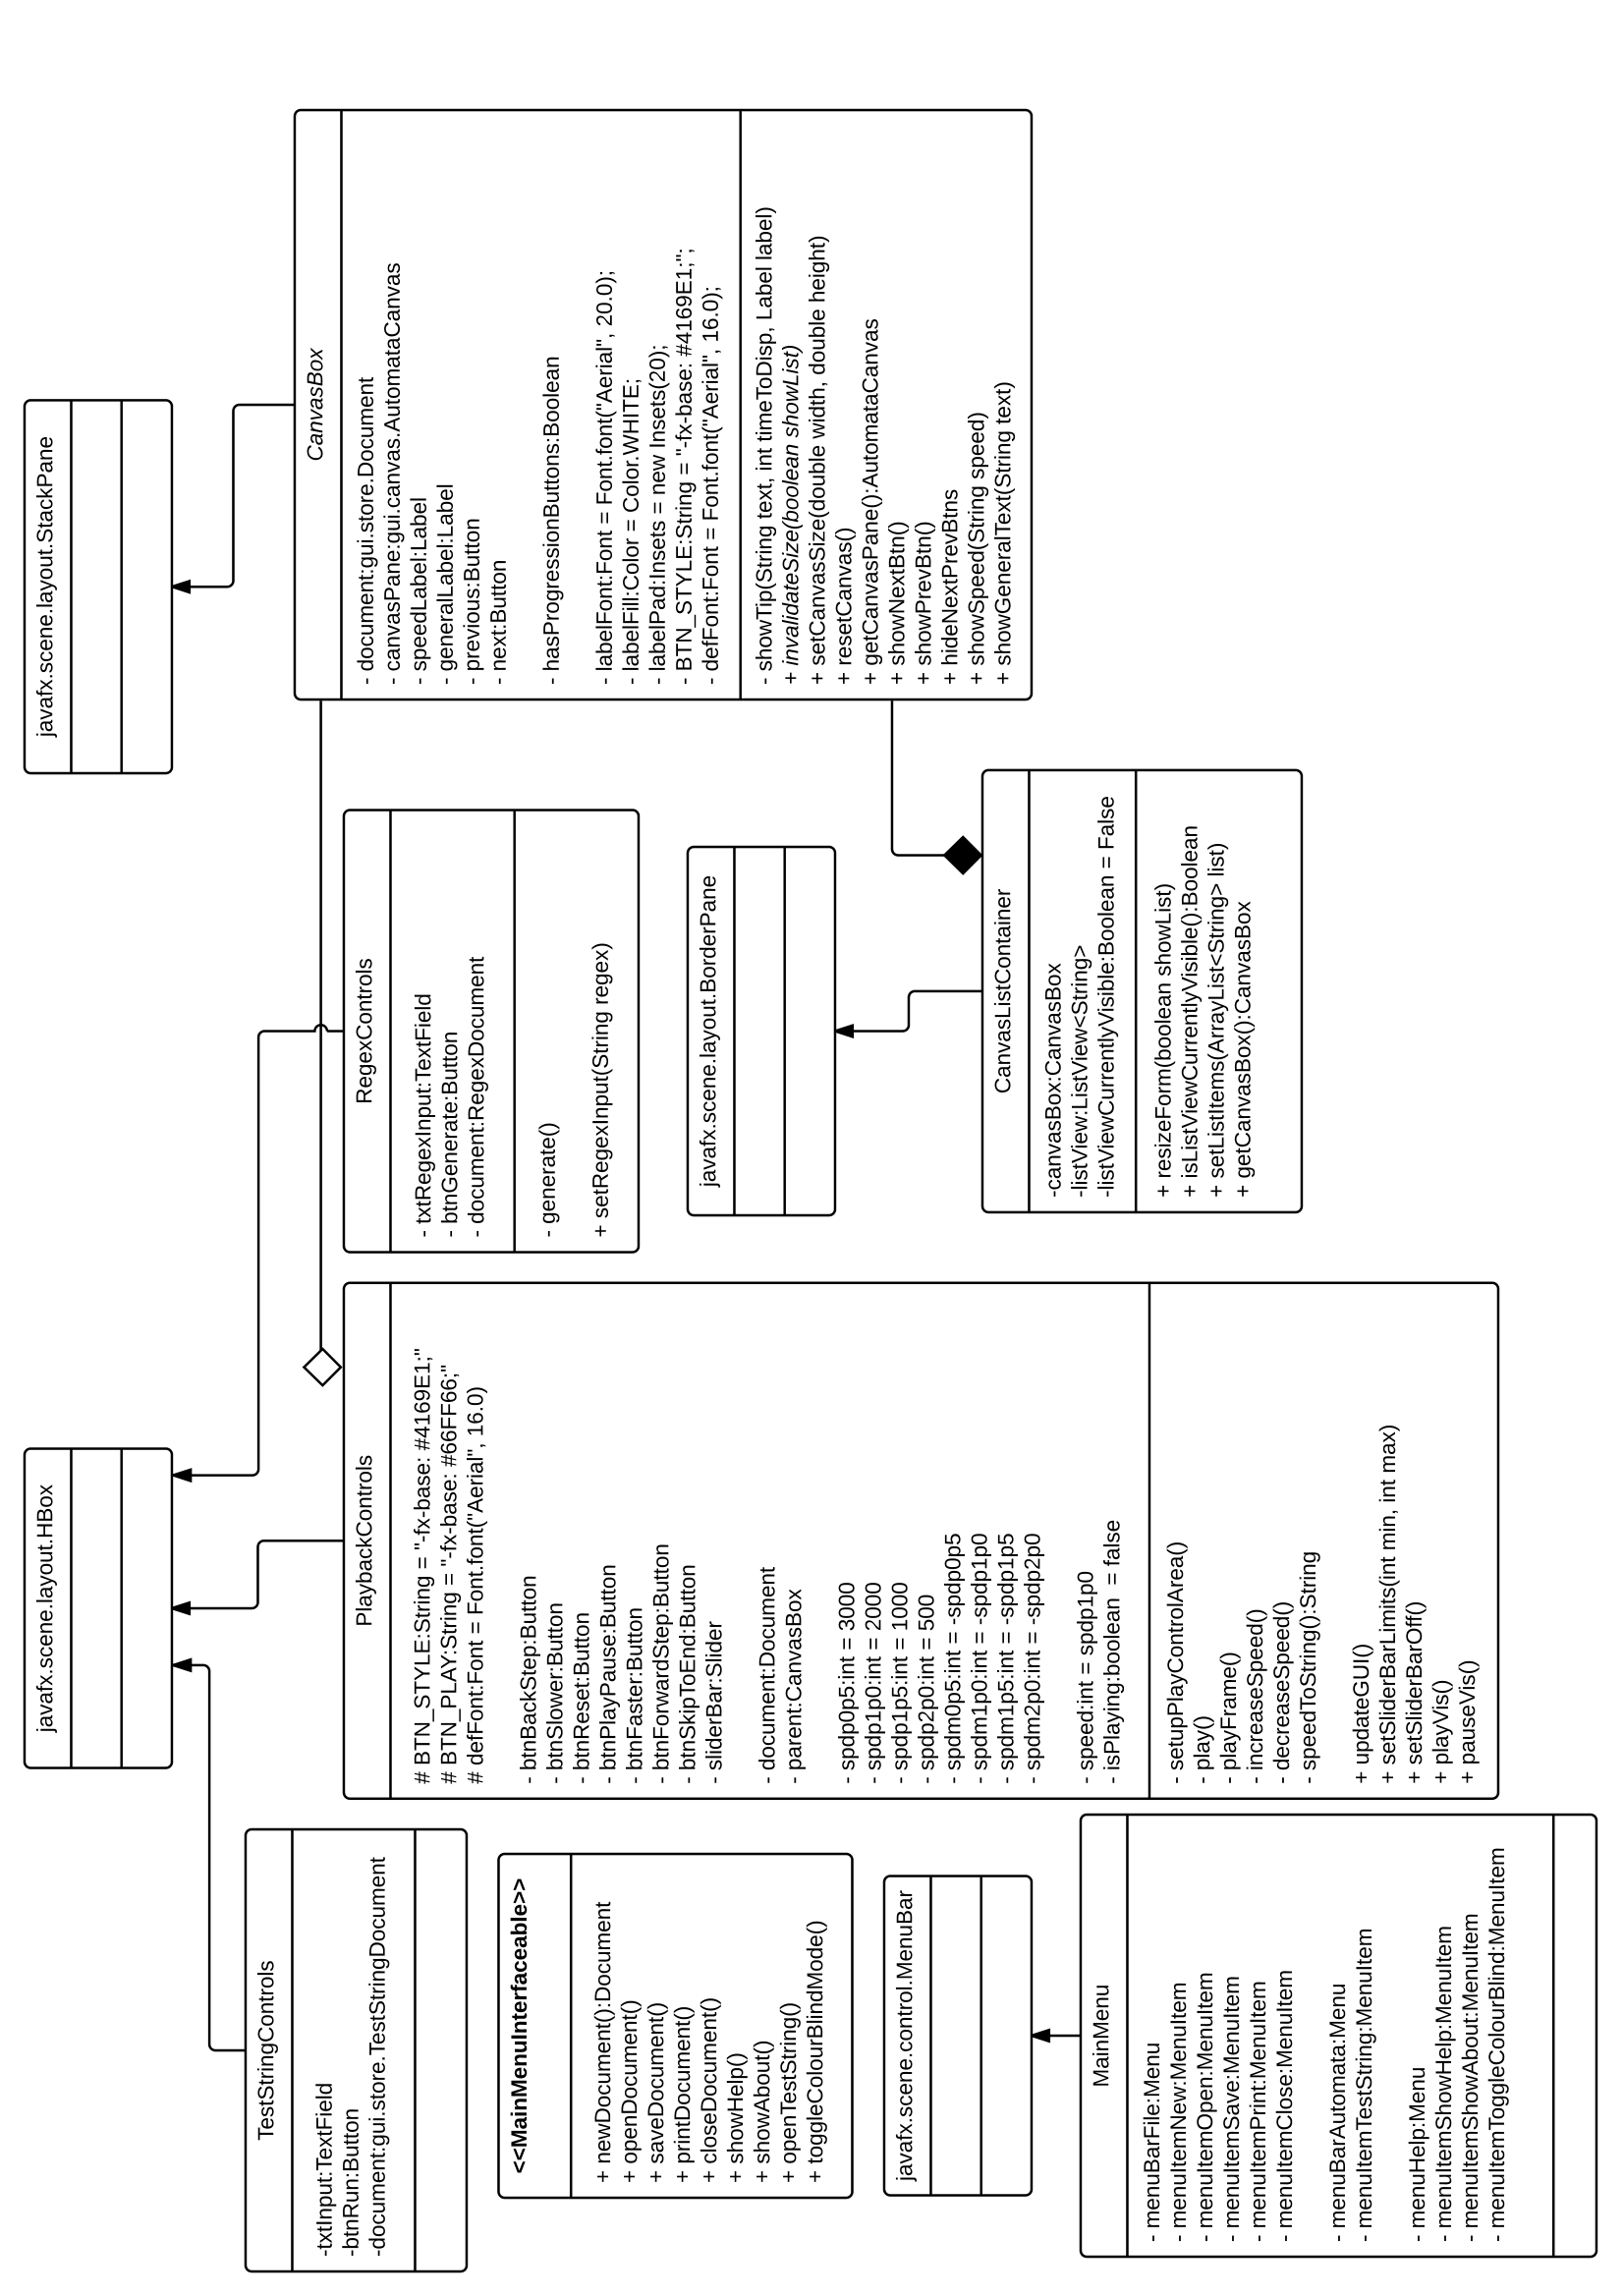 javafx.scene.layout.HBox
javafx.scene.layout.StackPane
TestStringControls
-txtInput:TextField
-btnRun:Button
-document:gui.store.TestStringDocument
<<MainMenuInterfaceable>>
+ newDocument():Document
+ openDocument()
+ saveDocument()
+ printDocument()
+ closeDocument()
+ showHelp()
+ showAbout()
+ openTestString()
+ toggleColourBlindMode()
javafx.scene.control.MenuBar
MainMenu
- menuBarFile:Menu
- menuItemNew:MenuItem
- menuItemOpen:MenuItem
- menuItemSave:MenuItem
- menuItemPrint:MenuItem
- menuItemClose:MenuItem
- menuBarAutomata:Menu
- menuItemTestString:MenuItem
- menuHelp:Menu
- menuItemShowHelp:MenuItem
- menuItemShowAbout:MenuItem
- menuItemToggleColourBlind:MenuItem
PlaybackControls
# BTN_STYLE:String = "-fx-base: #4169E1;"
# BTN_PLAY:String = "-fx-base: #66FF66;"
# defFont:Font = Font.font("Aerial", 16.0)
- btnBackStep:Button
- btnSlower:Button
- btnReset:Button
- btnPlayPause:Button
- btnFaster:Button
- btnForwardStep:Button
- btnSkipToEnd:Button
- sliderBar:Slider
- document:Document
- parent:CanvasBox
- spdp0p5:int = 3000
- spdp1p0:int = 2000
- spdp1p5:int = 1000
- spdp2p0:int = 500
- spdm0p5:int = -spdp0p5
- spdm1p0:int = -spdp1p0
- spdm1p5:int = -spdp1p5
- spdm2p0:int = -spdp2p0
- speed:int = spdp1p0
- isPlaying:boolean = false
- setupPlayControlArea()
- play()
- playFrame()
- increaseSpeed()
- decreaseSpeed()
- speedToString():String
+ updateGUI()
+ setSliderBarLimits(int min, int max)
+ setSliderBarOff()
+ playVis()
+ pauseVis()
RegexControls
- txtRegexInput:TextField
- btnGenerate:Button
- document:RegexDocument
- generate()
+ setRegexInput(String regex)
javafx.scene.layout.BorderPane
CanvasListContainer
-canvasBox:CanvasBox
-listView:ListView<String>
-listViewCurrentlyVisible:Boolean = False
+ resizeForm(boolean showList)
+ isListViewCurrentlyVisible():Boolean
+ setListItems(ArrayList<String> list)
+ getCanvasBox():CanvasBox
CanvasBox
- document:gui.store.Document
- canvasPane:gui.canvas.AutomataCanvas
- speedLabel:Label
- generalLabel:Label
- previous:Button
- next:Button
- hasProgressionButtons:Boolean
- labelFont:Font = Font.font("Aerial", 20.0);
- labelFill:Color = Color.WHITE;
- labelPad:Insets = new Insets(20);
- BTN_STYLE:String = "-fx-base: #4169E1;";
- defFont:Font = Font.font("Aerial", 16.0);
- showTip(String text, int timeToDisp, Label label)
+ invalidateSize(boolean showList)
+ setCanvasSize(double width, double height)
+ resetCanvas()
+ getCanvasPane():AutomataCanvas
+ showNextBtn()
+ showPrevBtn()
+ hideNextPrevBtns
+ showSpeed(String speed)
+ showGeneralText(String text)